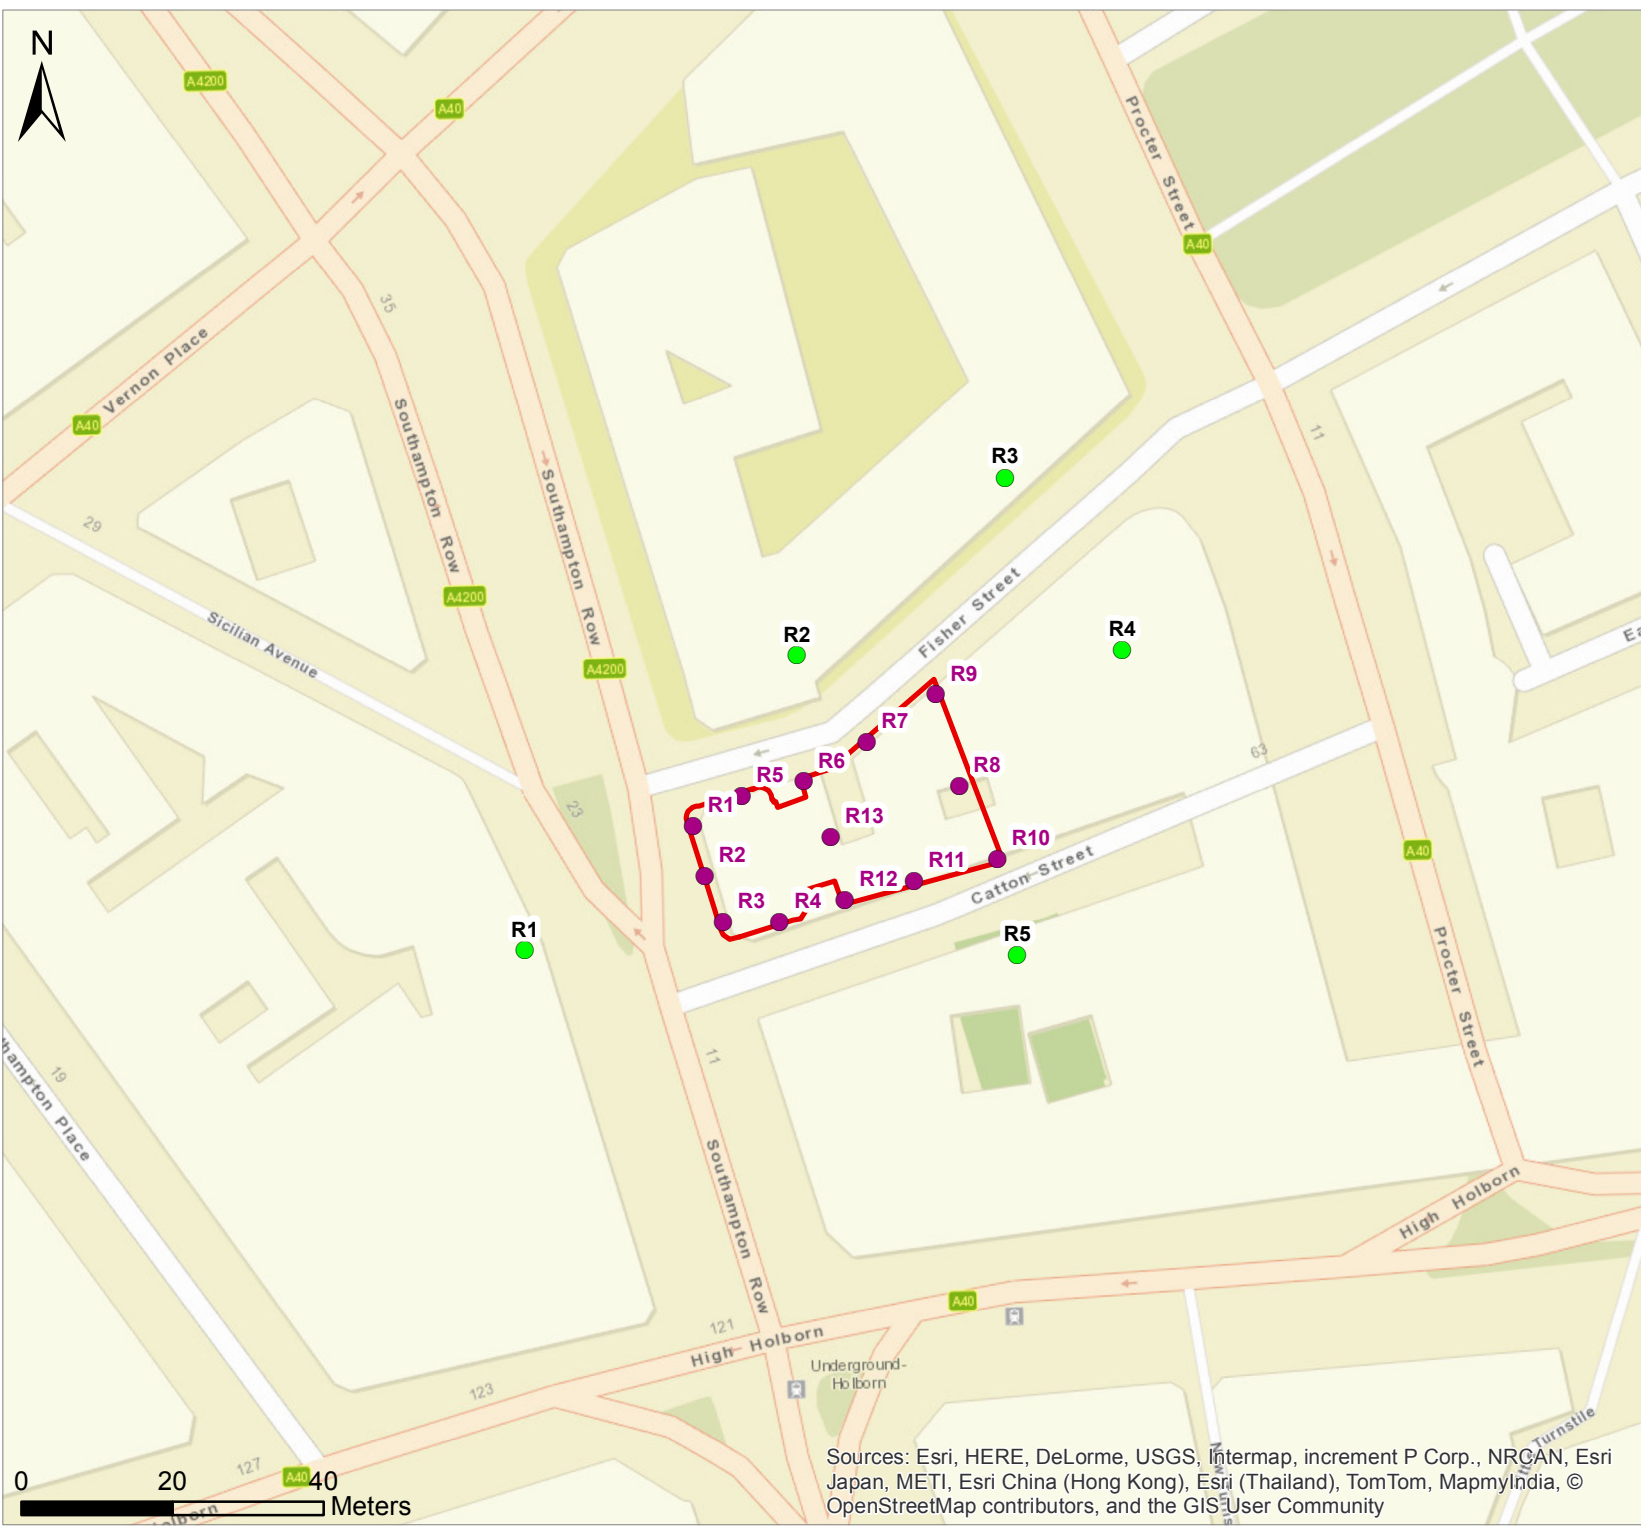 N
A4200
A40
Procter Street
A40
35
Vernon Place
A40
Southampton Row
Southampton Row
11
R3
29
Fisher Street
A4200
Sicilian Avenue
R2
R4
A4200
R9
R7
63
R6
R5
R8
23
R1
R13
R10
A40
R2
R11
Catton Street
R12
R3
R4
R1
R5
Procter Street
11
19
thampton Place
Southampton Row
High Holborn
A40
121
High Holborn
Underground-
Holborn
123
127
A40
olborn
Turnstile
0 20 40
Meters
Sources: Esri, HERE, DeLorme, USGS, Intermap, increment P Corp., NRCAN, Esri
Japan, METI, Esri China (Hong Kong), Esri (Thailand), TomTom, MapmyIndia, ©
OpenStreetMap contributors, and the GIS User Community